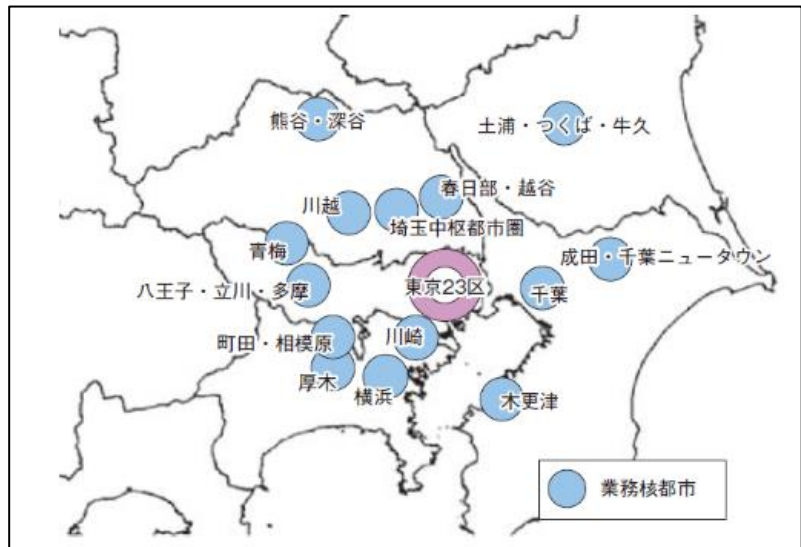 熊谷・深谷
土浦・つくば・牛久
春日部・越谷
川越
埼玉中枢都市圏
青梅
成田・千葉ニュータウン
八王子・立川・多摩
東京23区
千葉
町田・相模原
川崎
厚木
横浜
木更津
業務核都市